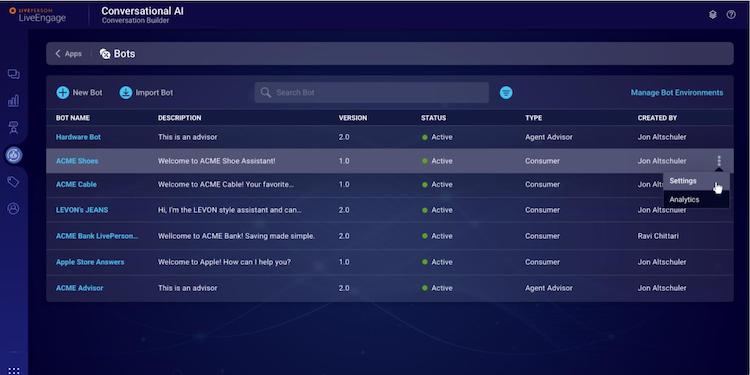 LIVEPERSON
LiveEngage
Conversational AI
Conversation Builder
Apps
Bots
New Bot
Import Bot
Search Bot
Manage Bot Environments
BOT NAME DESCRIPTION VERSION STATUS TYPE CREATED BY
Hardware Bot This is an advisor 2.0 Active Agent Advisor Jon Altschuler
ACME Shoes Welcome to ACME Shoe Assistant! 1.0 Active Consumer Jon Altschuler
ACME Cable Welcome to ACME Cable! Your favorite... 1.0 Active Consumer Jon Alt
Settings
Analytics
LEVON's JEANS Hi, I'm the LEVON style assistant and can... 2.0 Active Consumer Jon Altschuler
ACME Bank LivePerson... Wellcome to ACME Bank! Saving made simple. 2.0 Active Consumer Ravi Chittari
Apple Store Answers Welcome to Apple! How can I help you? 1.0 Active Consumer Jon Altschuler
ACME Advisor This is an advisor 2.0 Active Agent Advisor Jon Altschuler